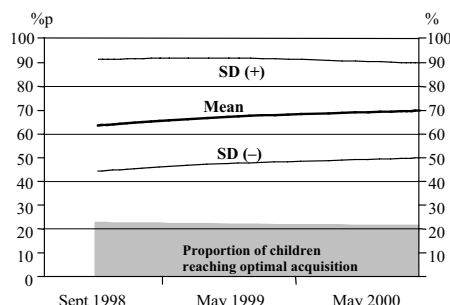 %p %
100 100
90 90
SD (+)
80 80
Mean
70 70
60 60
SD (–)
50 50
40 40
30 30
20 20
10 Proportion of children 10
reaching optimal acquisition
0 0
Sept 1998 May 1999 May 2000